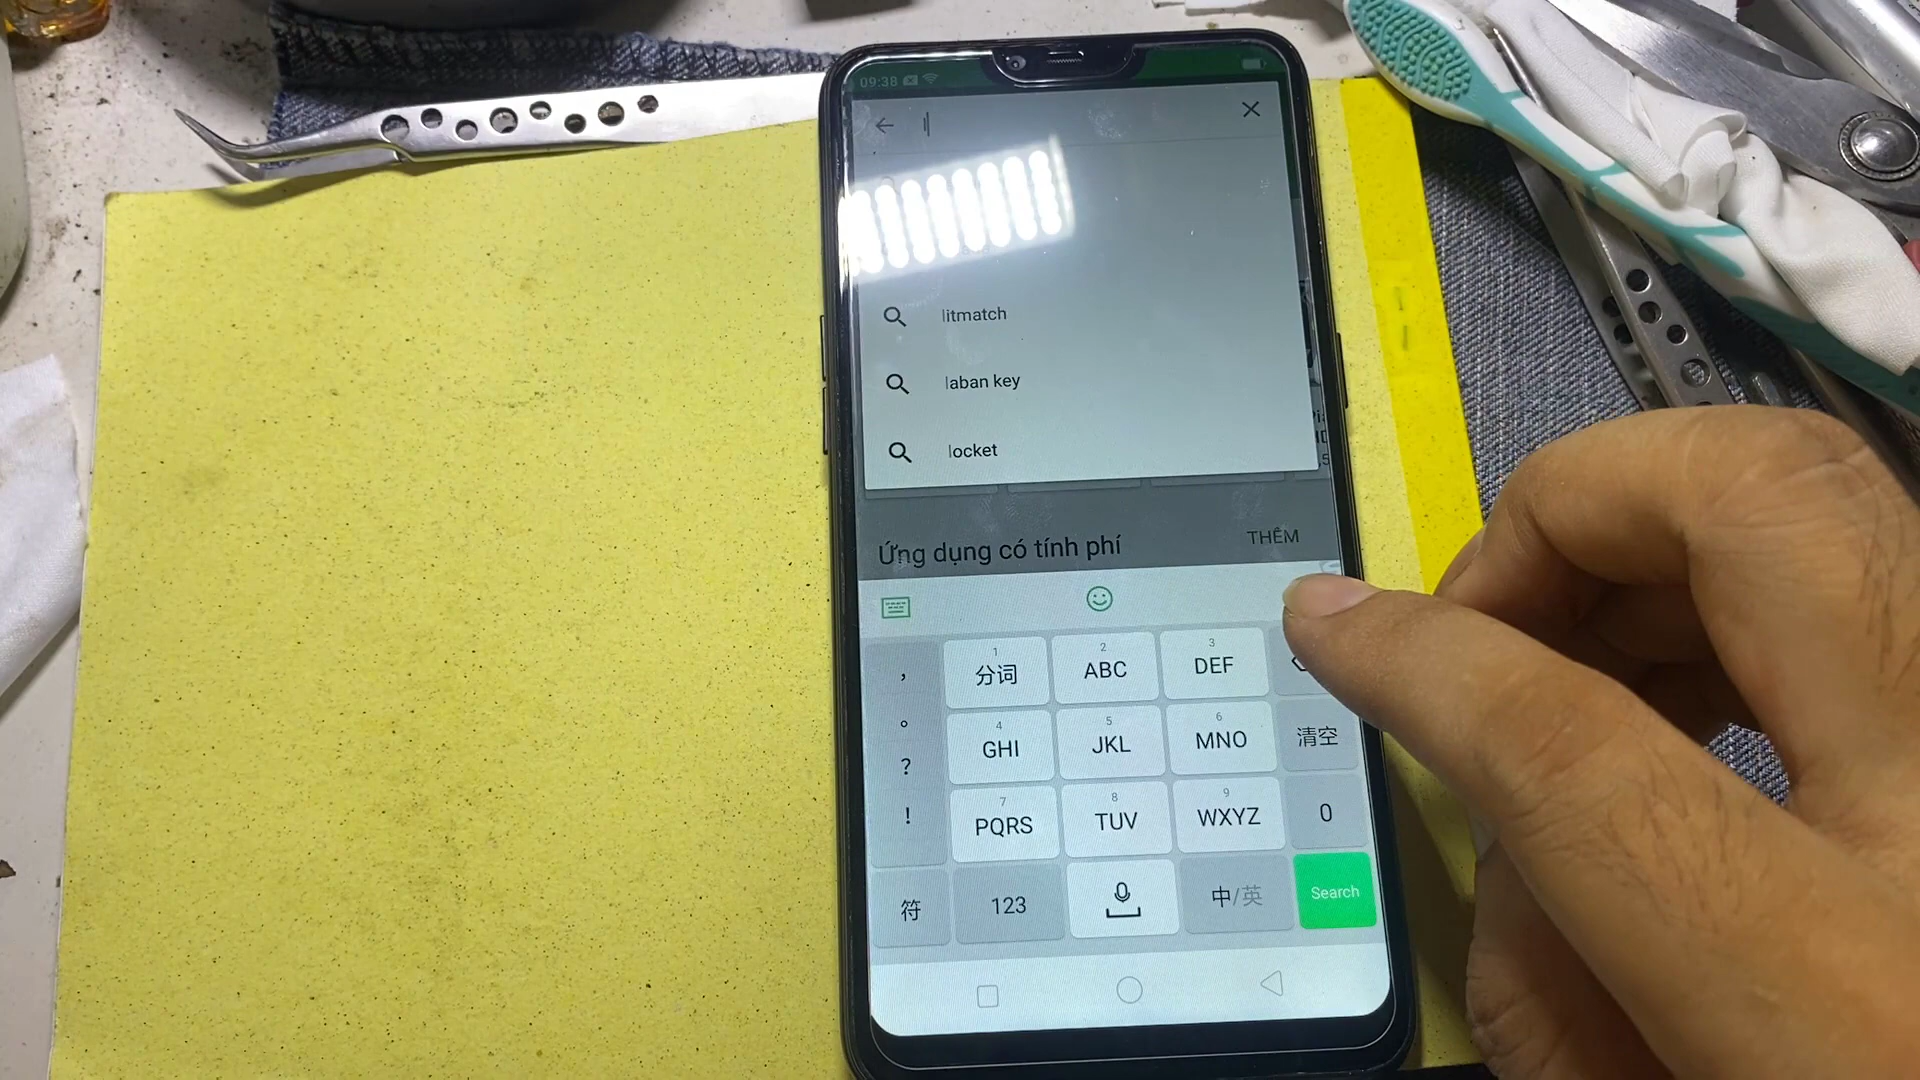 09:38
l
litmatch
laban key
locket
Ứng dụng có tính phí THÊM
， 1 分词 2 ABC 3 DEF
。 4 GHI 5 JKL 6 MNO 清空
？
！ 7 PQRS 8 TUV 9 WXYZ 0
符 123 中/英 Search